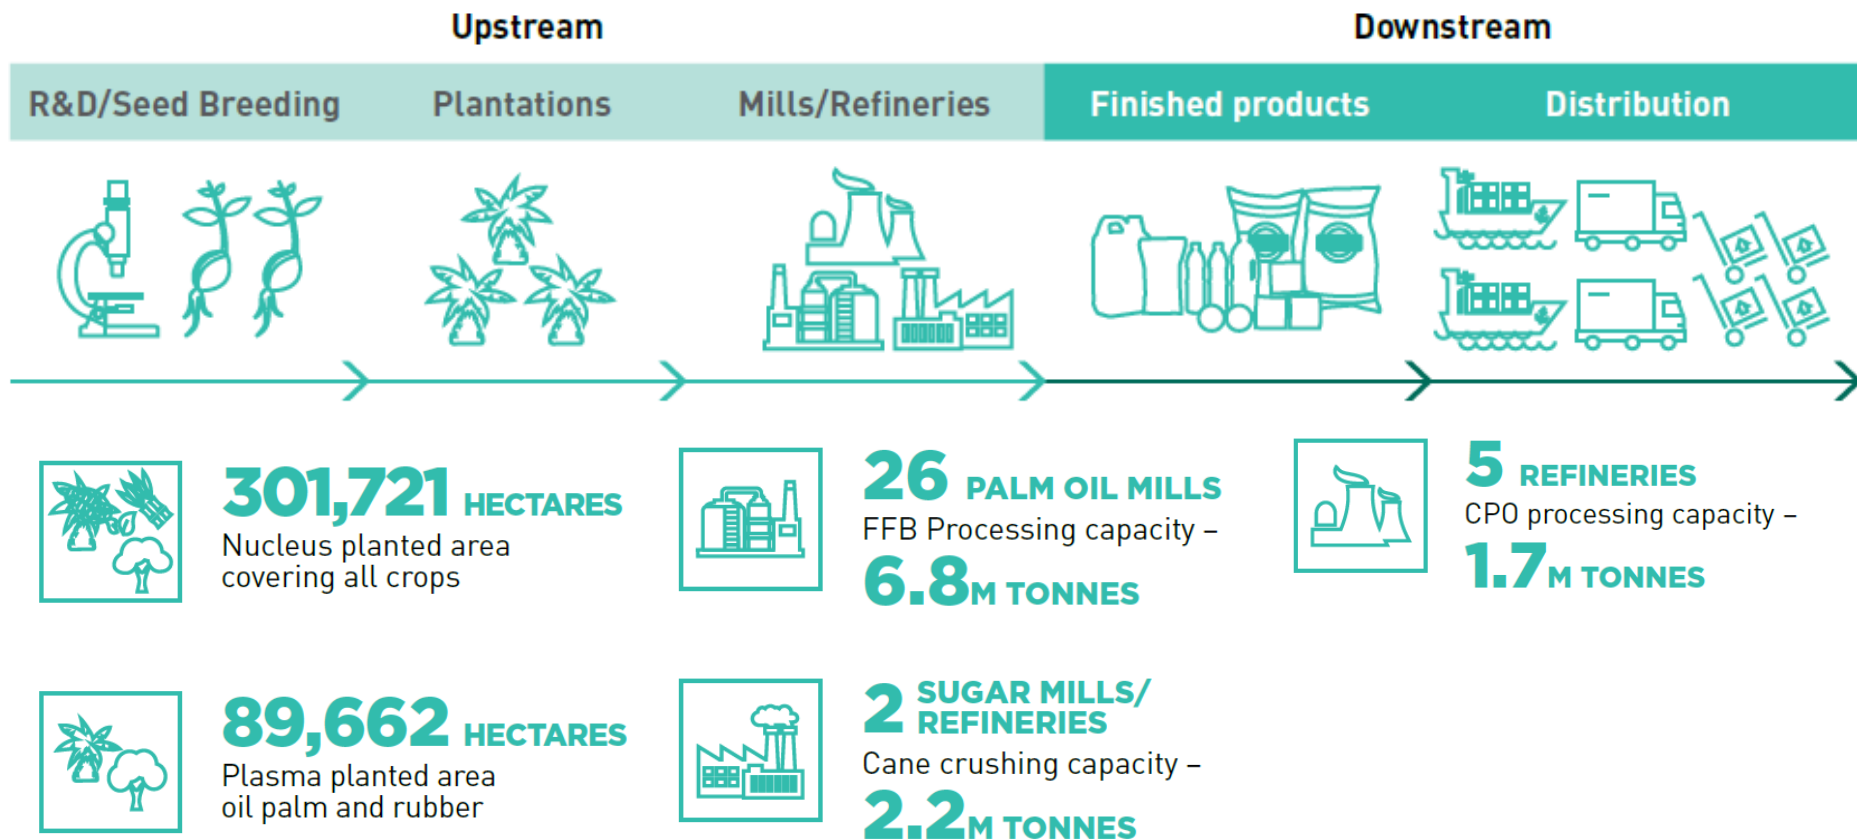 Upstream
Downstream
R&D/Seed Breeding
Plantations
Mills/Refineries
Finished products
Distribution
301,721 HECTARES
Nucleus planted area
covering all crops
26 PALM OIL MILLS
FFB Processing capacity –
6.8M TONNES
5 REFINERIES
CPO processing capacity –
1.7M TONNES
89,662 HECTARES
Plasma planted area
oil palm and rubber
2 SUGAR MILLS/
REFINERIES
Cane crushing capacity –
2.2M TONNES